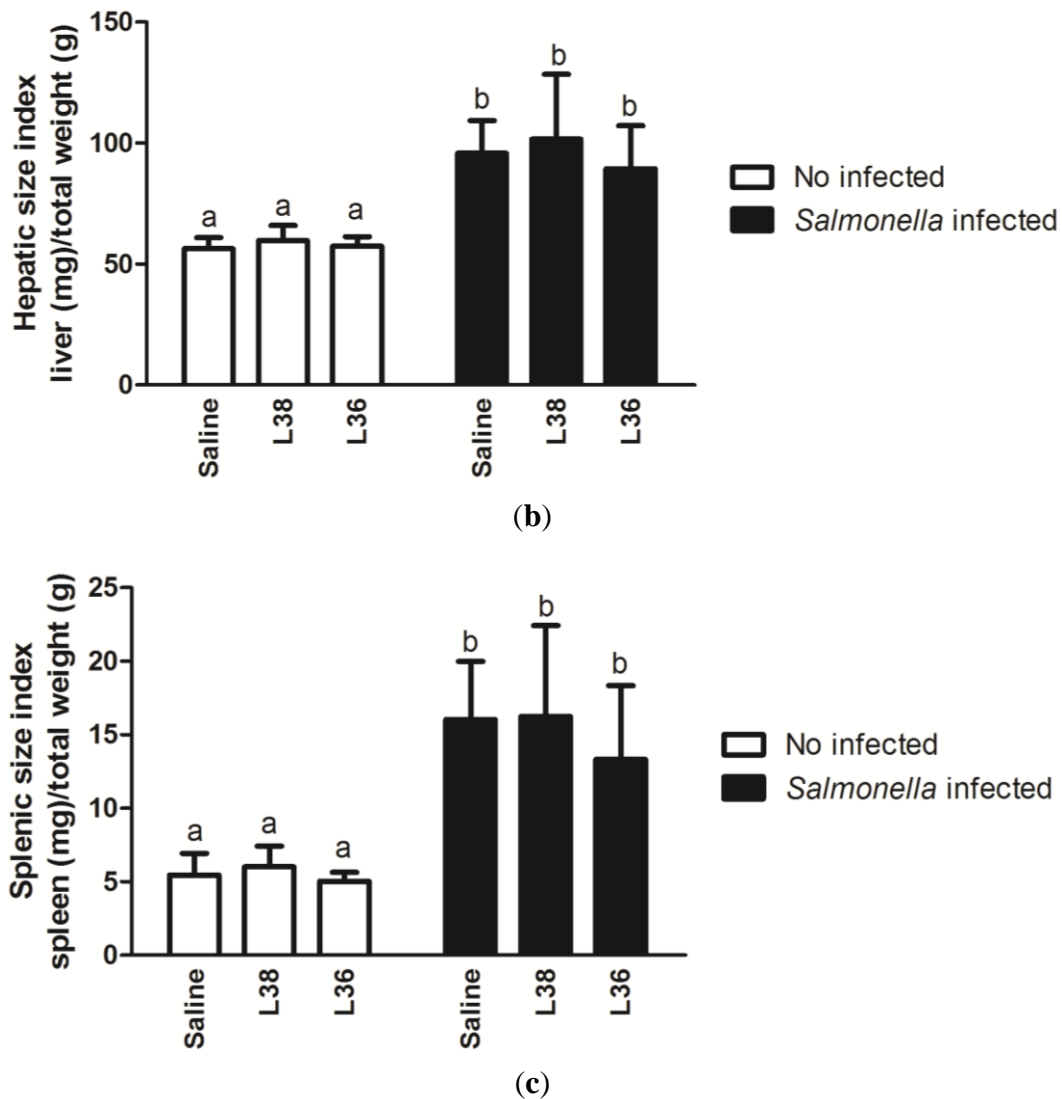 Hepatic size index
liver (mg)/total weight (g)
150
100
50
0
a
a
a
b
b
b
Saline
L38
L36
Saline
L38
L36
No infected
Salmonella infected
(b)
Splenic size index
spleen (mg)/total weight (g)
25
20
15
10
5
0
a
a
a
b
b
b
Saline
L38
L36
Saline
L38
L36
No infected
Salmonella infected
(c)